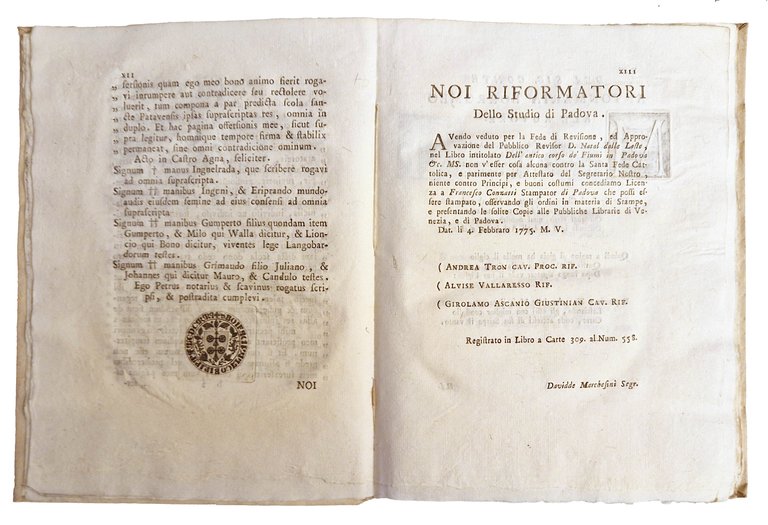 XII
„ sersionis quam ego meo bono animo fierit roga-
„ vi inrumpere aut contradicere seu rectolere vo-
„ luerit, tum compona a par predicta scola san-
„ cte Patavensis ipsas suprascriptas res, omnia in
„ duplo. Et hac pagina offersionis mee, sicut su-
„ pra legitur, homnique tempore firma & stabilix
„ permaneat, sine omni contradicione ominum.
Acto in Castro Agna, feliciter.
Signum †† manus Ingnelrada, que scribere rogavi
ad omnia suprascripta.
Signum †† manibus Ingeni, & Eriprando mundo-
audis ejusdem semine ad eius consensi ad omnia
suprascripta
Signum †† manibus Gumperto filius quondam item
Gumperto, & Milo qui Walla dicitur, & Lion-
cio qui Bono dicitur, viventes lege Langobar-
dorum testes.
Signum †† manibus Grimaudo filio Juliano, &
Johannes qui dicitur Mauro, & Candulo testes.
Ego Petrus notarius & scavinus rogatus scri-
psi, & postradita cumplevi.
NOI
XIII
NOI RIFORMATORI
Dello Studio di Padova.
Avendo veduto per la Fede di Revisione, ed Appro-
vazione del Pubblico Revisor D. Natal dalle Laste,
nel Libro intitolato Dell' antico corso de' Fiumi in Padova
&c. MS. non v'esser cosa alcuna contro la Santa Fede Cat-
tolica, e parimente per Attestato del Segretario Nostro,
niente contro Principi, e buoni costumi concediamo Licen-
za a Francesco Conzatti Stampator di Padova che possi es-
sere stampato, osservando gli ordini in materia di Stampe,
e presentando le solite Copie alle Pubbliche Librarie di Ve-
nezia, e di Padova.
Dat. li 4. Febbraro 1775. M. V.
( ANDREA TRON CAV. PROC. RIF.
( ALVISE VALLARESSO RIF.
( GIROLAMO ASCANIO GIUSTINIAN CAV. RIF.
Registrato in Libro a Carte 309. al Num. 558.
Davidde Marchesini Segr.